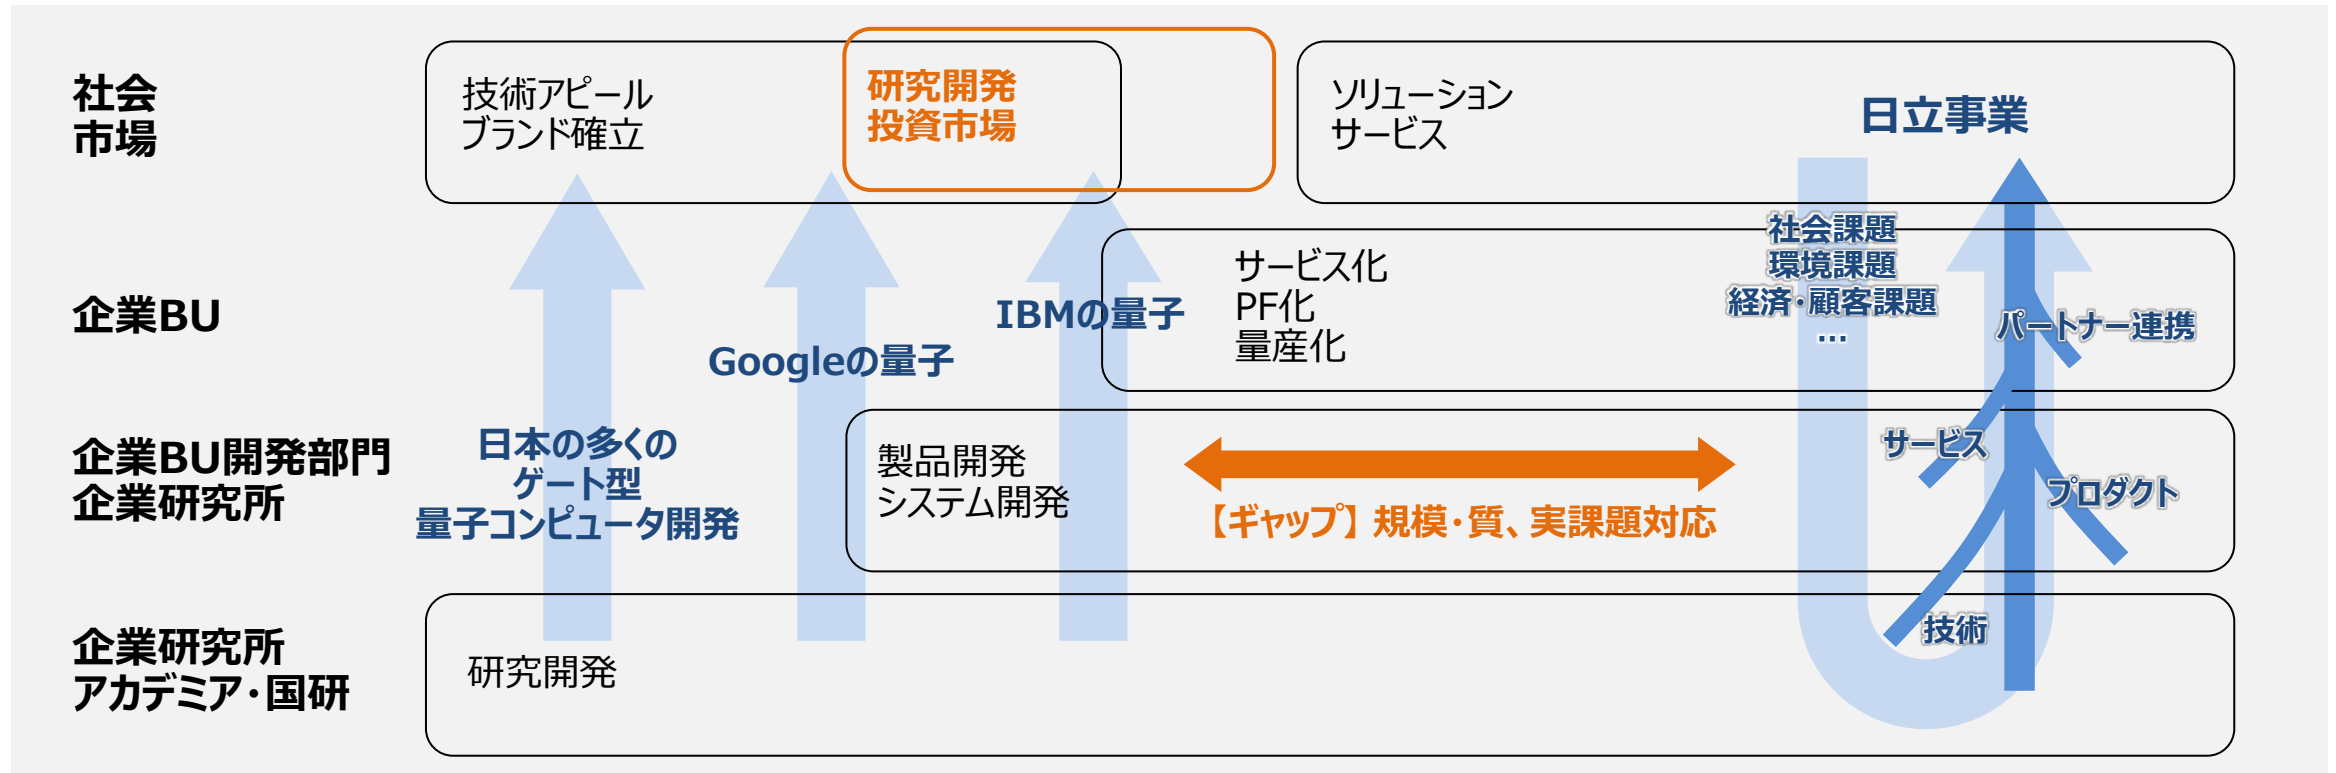 社会
市場
技術アピール
ブランド確立
研究開発
投資市場
ソリューション
サービス
日立事業
企業BU
IBMの量子
Googleの量子
サービス化
PF化
量産化
社会課題
環境課題
経済・顧客課題
…
パートナー連携
企業BU開発部門
企業研究所
日本の多くの
ゲート型
量子コンピュータ開発
製品開発
システム開発
【ギャップ】規模・質、実課題対応
サービス
プロダクト
企業研究所
アカデミア・国研
研究開発
技術